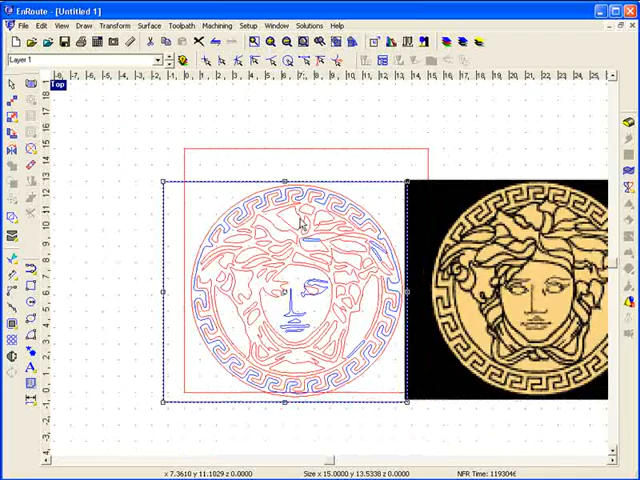 EnRoute - [Untitled 1]
File Edit View Draw Transform Surface Toolpath Machining Setup Window Solutions Help
Layer 1
Top
x 7.3610 y 11.1029 z 0.0000 Size x 15.0000 y 13.5338 z 0.0000 NFR Time: 119304€